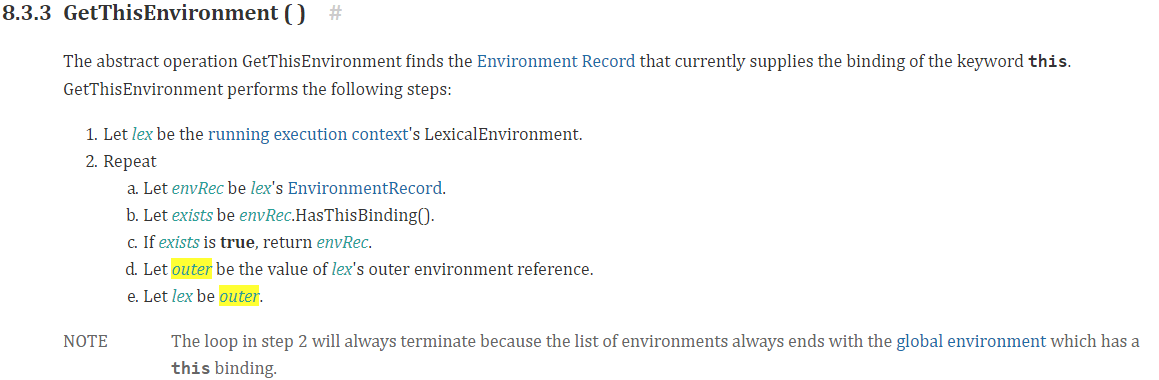 8.3.3 GetThisEnvironment ( ) #
The abstract operation GetThisEnvironment finds the Environment Record that currently supplies the binding of the keyword this.
GetThisEnvironment performs the following steps:
1. Let lex be the running execution context's LexicalEnvironment.
2. Repeat
a. Let envRec be lex's EnvironmentRecord.
b. Let exists be envRec.HasThisBinding().
c. If exists is true, return envRec.
d. Let outer be the value of lex's outer environment reference.
e. Let lex be outer.
NOTE The loop in step 2 will always terminate because the list of environments always ends with the global environment which has a
this binding.